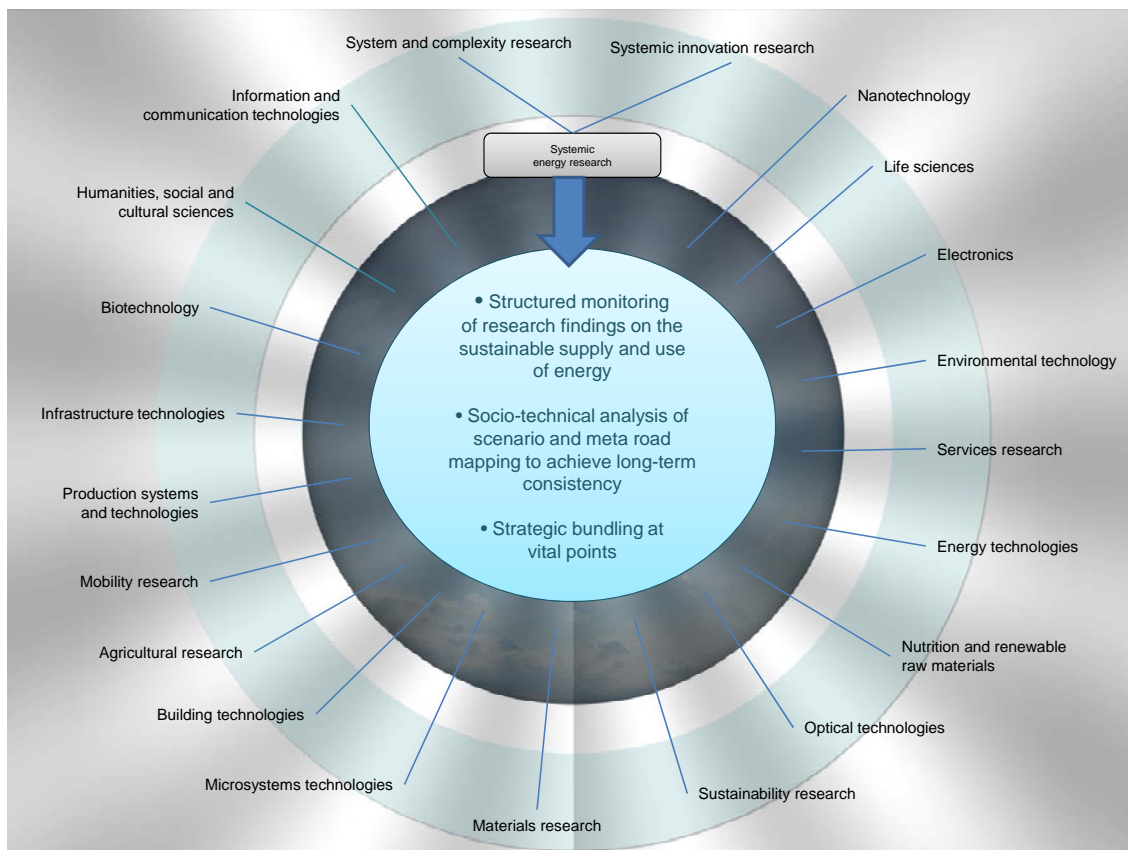 System and complexity research
Systemic innovation research
Information and
communication technologies
Nanotechnology
Systemic
energy research
Life sciences
Humanities, social and
cultural sciences
Electronics
Biotechnology
• Structured monitoring
of research findings on the
sustainable supply and use
of energy
Environmental technology
Infrastructure technologies
• Socio-technical analysis of
scenario and meta road
mapping to achieve long-term
consistency
Services research
Production systems
and technologies
• Strategic bundling at
vital points
Energy technologies
Mobility research
Agricultural research
Nutrition and renewable
raw materials
Building technologies
Optical technologies
Microsystems technologies
Sustainability research
Materials research